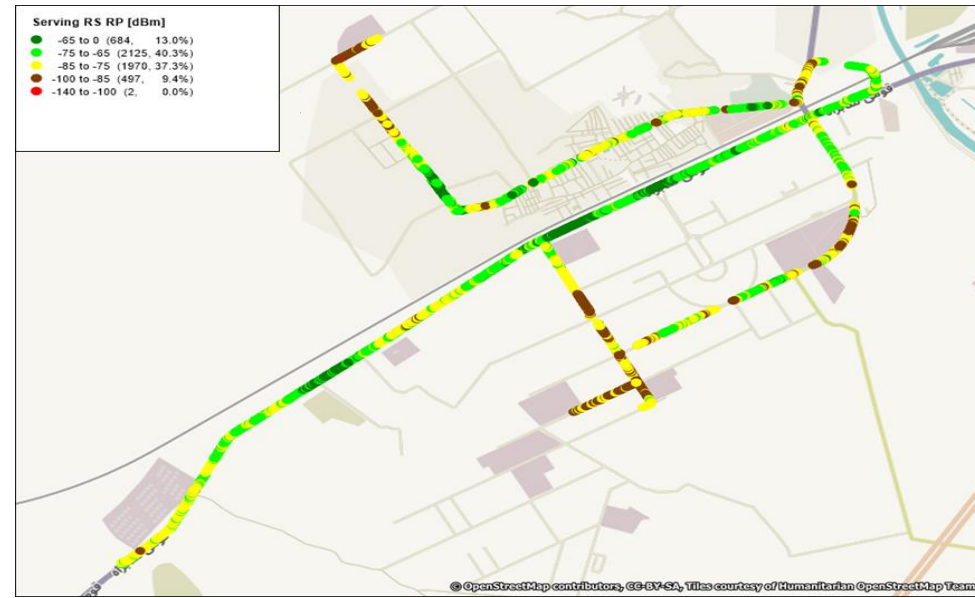 Serving RS RP [dBm]
-65 to 0 (684, 13.0%)
-75 to -65 (2125, 40.3%)
-85 to -75 (1970, 37.3%)
-100 to -85 (497, 9.4%)
-140 to -100 (2, 0.0%)
© OpenStreetMap contributors, CC-BY-SA, Tiles courtesy of Humanitarian OpenStreetMap Team